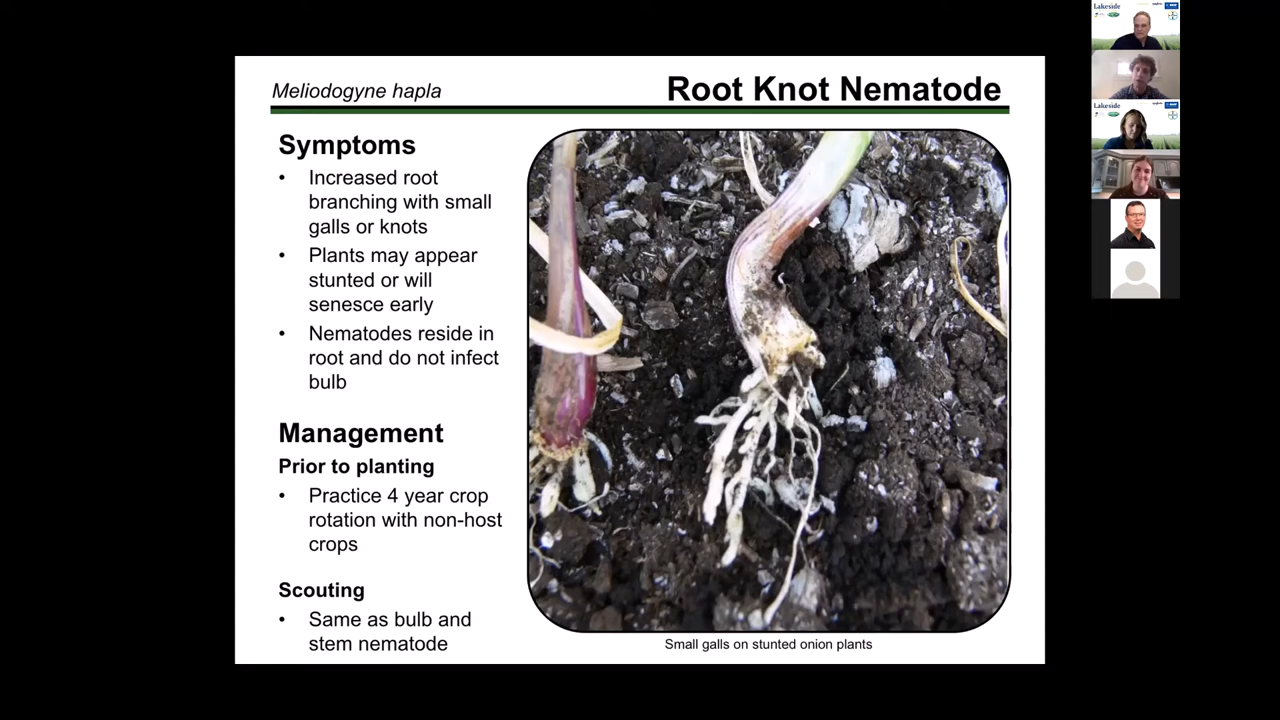 Meliodogyne hapla
Root Knot Nematode
Symptoms
• Increased root
branching with small
galls or knots
• Plants may appear
stunted or will
senesce early
• Nematodes reside in
root and do not infect
bulb
Management
Prior to planting
• Practice 4 year crop
rotation with non-host
crops
Scouting
• Same as bulb and
stem nematode
Small galls on stunted onion plants
Lakeside
Lakeside